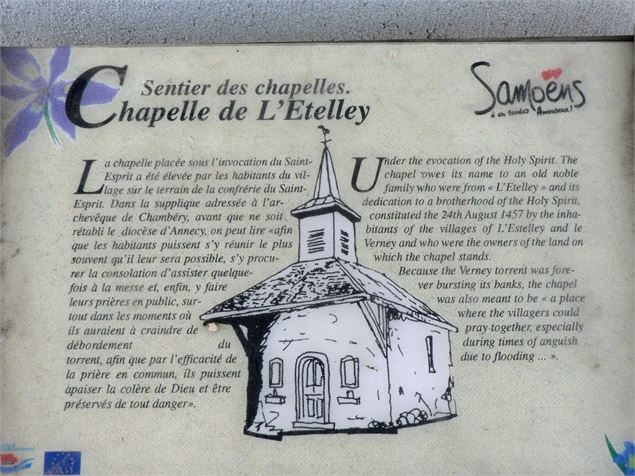 Sentier des chapelles.
Chapelle de L'Etelley
Samoëns
à en tomber Amoureux!
La chapelle placée sous l'invocation du Saint-
Esprit a été élevée par les habitants du vil-
lage sûr le terrain de la confrérie du Saint-
Esprit. Dans la supplique adressée à l'ar-
chevêque de Chambéry, avant que ne soit
rétabli le diocèse d'Annecy, on peut lire «afin
que les habitants puissent s'y réunir le plus
souvent qu'il leur sera possible, s'y procu-
rer la consolation d'assister quelque-
fois à la messe et, enfin, y faire
leurs prières en public, sur-
tout dans les moments où
ils auraient à craindre de
débordement du
torrent, afin que par l'efficacité de
la prière en commun, ils puissent
apaiser la colère de Dieu et être
préservés de tout danger».
Under the evocation of the Holy Spirit. The
chapel owes its name to an old noble
family who were from « L'Etelley » and its
dedication to a brotherhood of the Holy Spirit,
constituted the 24th August 1457 by the inha-
bitants of the villages of L'Estelley and le
Verney and who were the owners of the land on
which the chapel stands.
Because the Verney torrent was fore-
ver bursting its banks, the chapel
was also meant to be « a place
where the villagers could
pray together, especially
during times of anguish
due to flooding ... ».